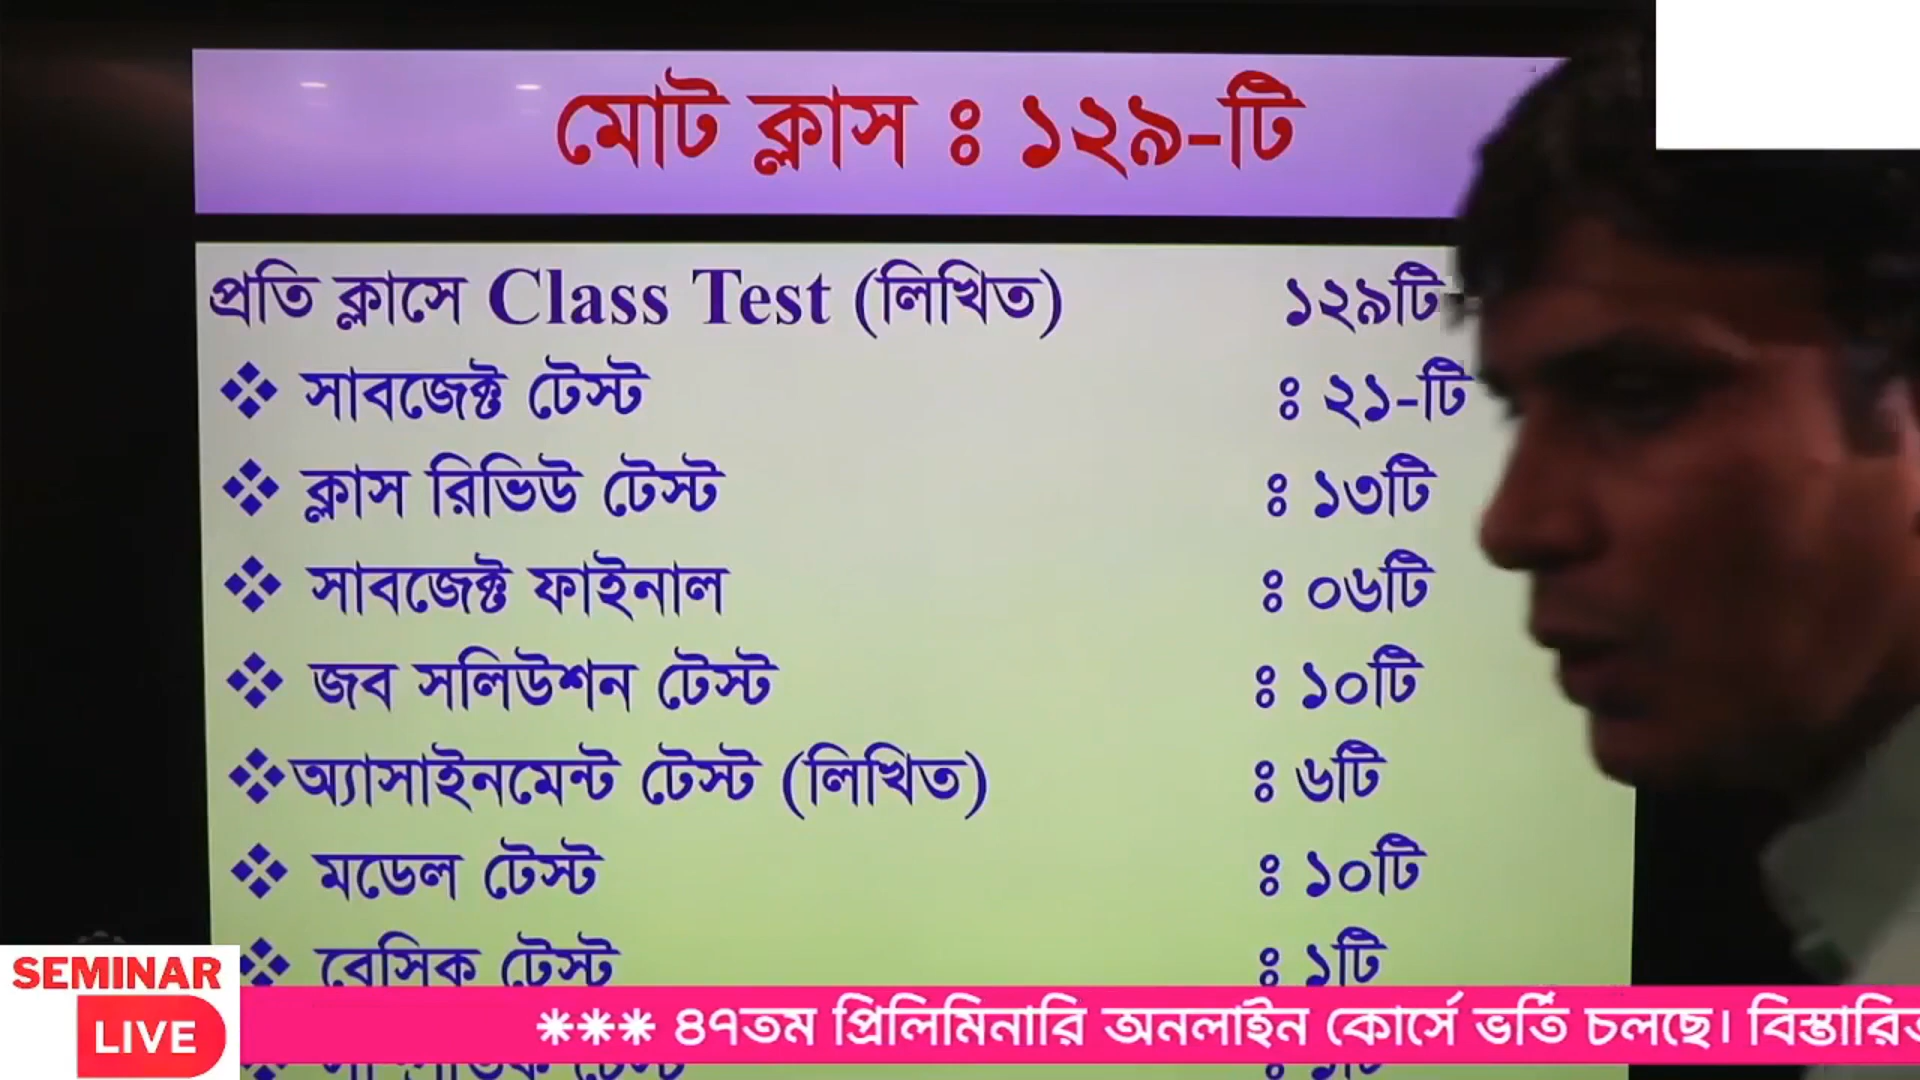 মোট ক্লাস ঃ ১২৯-টি
প্রতি ক্লাসে Class Test (লিখিত) ১২৯টি
❖ সাবজেক্ট টেস্ট ঃ ২১-টি
❖ ক্লাস রিভিউ টেস্ট ঃ ১৩টি
❖ সাবজেক্ট ফাইনাল ঃ ০৬টি
❖ জব সলিউশন টেস্ট ঃ ১০টি
❖অ্যাসাইনমেন্ট টেস্ট (লিখিত) ঃ ৬টি
❖ মডেল টেস্ট ঃ ১০টি
❖ বেসিক টেস্ট ঃ ১টি
SEMINAR
LIVE
*** ৪৭তম প্রিলিমিনারি অনলাইন কোর্সে ভর্তি চলছে।